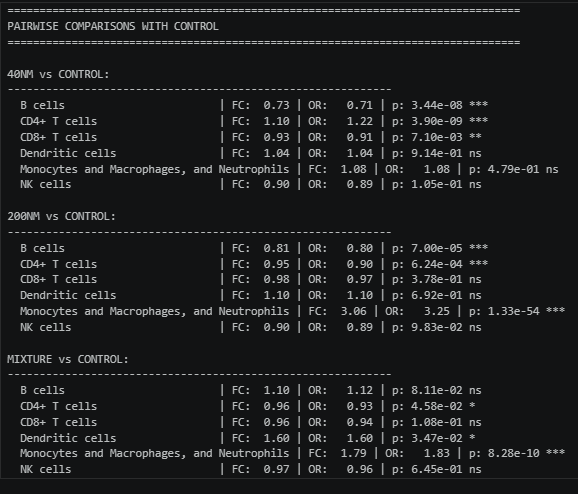 ================================================================================
PAIRWISE COMPARISONS WITH CONTROL
================================================================================
40NM vs CONTROL:
------------------------------------------------------------
B cells | FC: 0.73 | OR: 0.71 | p: 3.44e-08 ***
CD4+ T cells | FC: 1.10 | OR: 1.22 | p: 3.90e-09 ***
CD8+ T cells | FC: 0.93 | OR: 0.91 | p: 7.10e-03 **
Dendritic cells | FC: 1.04 | OR: 1.04 | p: 9.14e-01 ns
Monocytes and Macrophages, and Neutrophils | FC: 1.08 | OR: 1.08 | p: 4.79e-01 ns
NK cells | FC: 0.90 | OR: 0.89 | p: 1.05e-01 ns
200NM vs CONTROL:
------------------------------------------------------------
B cells | FC: 0.81 | OR: 0.80 | p: 7.00e-05 ***
CD4+ T cells | FC: 0.95 | OR: 0.90 | p: 6.24e-04 ***
CD8+ T cells | FC: 0.98 | OR: 0.97 | p: 3.78e-01 ns
Dendritic cells | FC: 1.10 | OR: 1.10 | p: 6.92e-01 ns
Monocytes and Macrophages, and Neutrophils | FC: 3.06 | OR: 3.25 | p: 1.33e-54 ***
NK cells | FC: 0.90 | OR: 0.89 | p: 9.83e-02 ns
MIXTURE vs CONTROL:
------------------------------------------------------------
B cells | FC: 1.10 | OR: 1.12 | p: 8.11e-02 ns
CD4+ T cells | FC: 0.96 | OR: 0.93 | p: 4.58e-02 *
CD8+ T cells | FC: 0.96 | OR: 0.94 | p: 1.08e-01 ns
Dendritic cells | FC: 1.60 | OR: 1.60 | p: 3.47e-02 *
Monocytes and Macrophages, and Neutrophils | FC: 1.79 | OR: 1.83 | p: 8.28e-10 ***
NK cells | FC: 0.97 | OR: 0.96 | p: 6.45e-01 ns